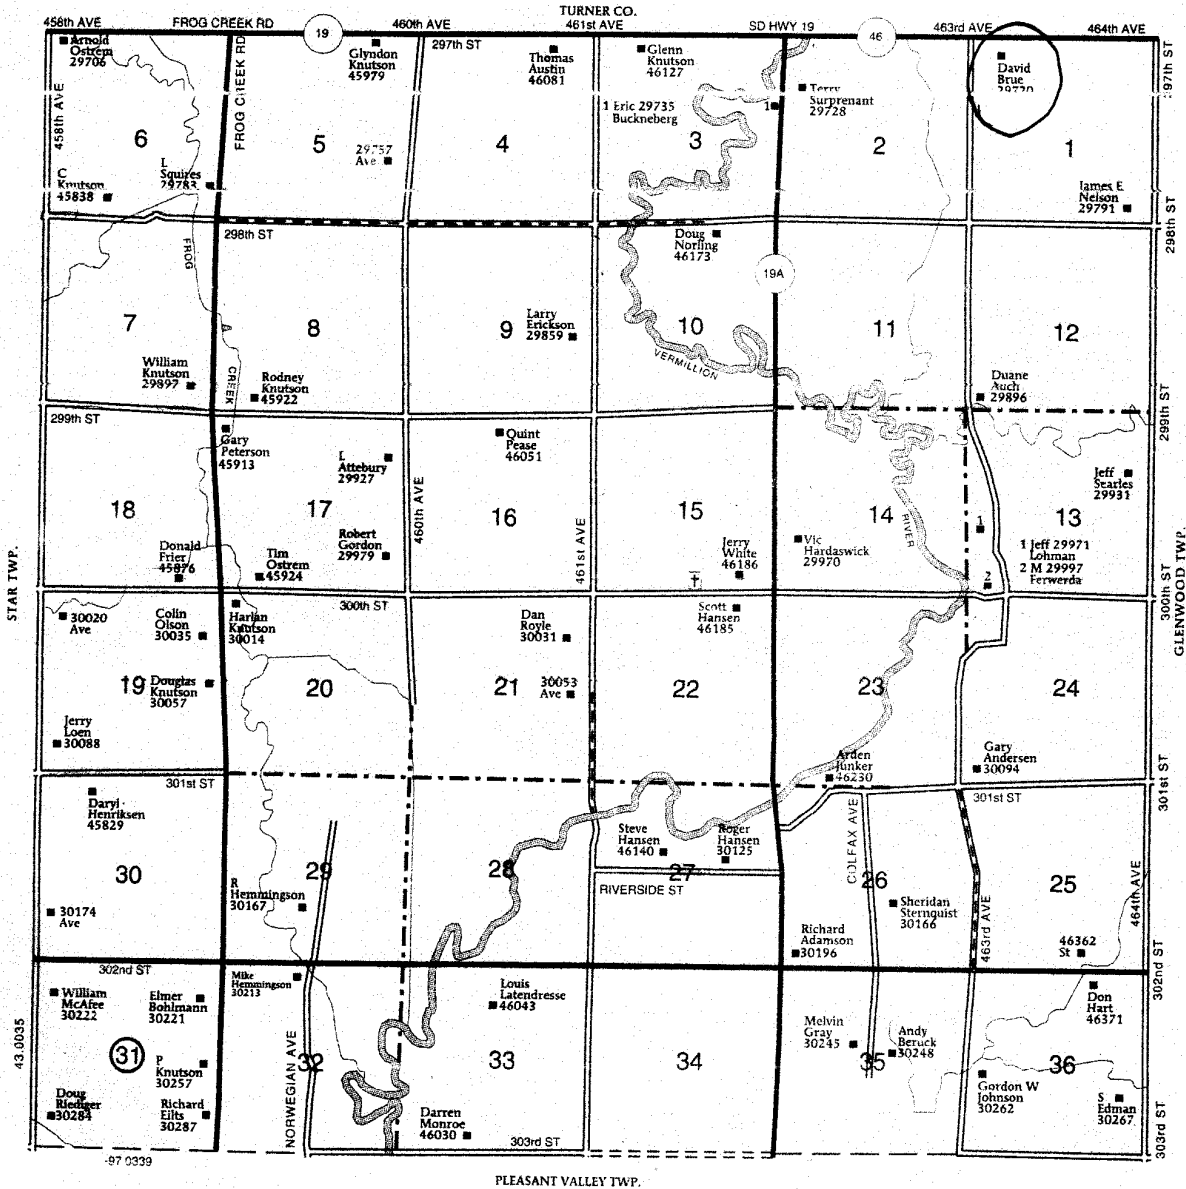 TURNER CO.
458th AVE
FROG CREEK RD
19
460th AVE
461st AVE
SD HWY 19
46
463rd AVE
464th AVE
297th ST
297th ST
Arnold
Ostrem
29706
Glyndon
Knutson
45979
Thomas
Austin
46081
Glenn
Knutson
46127
David
Brue
29720
Terry
Surprenant
29728
1 Eric 29735
Buckneberg
1
458th AVE
FROG CREEK RD
6
5
4
3
2
1
29757
Ave
C
Knutson
45838
L
Squires
29783
James E
Nelson
29791
298th ST
298th ST
FROG
Doug
Norling
46173
19A
7
8
9
10
11
12
Larry
Erickson
29859
VERMILLION
William
Knutson
29897
CREEK
Rodney
Knutson
45922
Duane
Auch
29896
299th ST
299th ST
Gary
Peterson
45913
L
Attebury
29927
Quint
Pease
46051
Jeff
Searles
29931
460th AVE
461st AVE
RIVER
18
17
16
15
14
13
Donald
Frier
45876
Tim
Ostrem
45924
Robert
Gordon
29979
Jerry
White
46186
Vic
Hardaswick
29970
1
2
1 Jeff 29971
Lohman
2 M 29997
Ferwerda
STAR TWP.
GLENWOOD TWP.
300th ST
300th ST
30020
Ave
Colin
Olson
30035
Harlan
Knutson
30014
Dan
Royle
30031
Scott
Hansen
46185
19
Douglas
Knutson
30057
20
21
30053
Ave
22
23
24
Jerry
Loen
30088
Arden
Junker
46230
Gary
Andersen
30094
301st ST
301st ST
301st ST
Daryl
Henriksen
45829
Steve
Hansen
46140
Roger
Hansen
30125
COLFAX AVE
30
29
28
27
26
25
RIVERSIDE ST
R
Hemmingson
30167
30174
Ave
Sheridan
Sternquist
30166
463rd AVE
464th AVE
Richard
Adamson
30196
46362
St
302nd ST
302nd ST
Mike
Hemmingson
30213
William
McAfee
30222
Elmer
Bohlmann
30221
Louis
Latendresse
46043
Don
Hart
46371
43.0035
Melvin
Gray
30245
Andy
Beruck
30248
31
32
33
34
35
36
P
Knutson
30257
NORWEGIAN AVE
Gordon W
Johnson
30262
Doug
Riediger
30284
Richard
Eilts
30287
Darren
Monroe
46030
S
Edman
30267
303rd ST
303rd ST
-97.0339
PLEASANT VALLEY TWP.